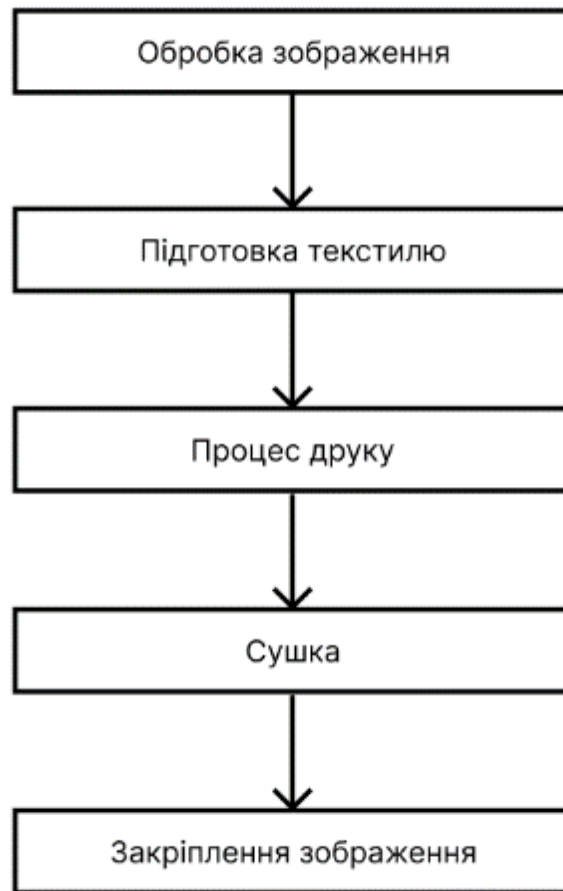 Обробка зображення
Підготовка текстилю
Процес друку
Сушка
Закріплення зображення